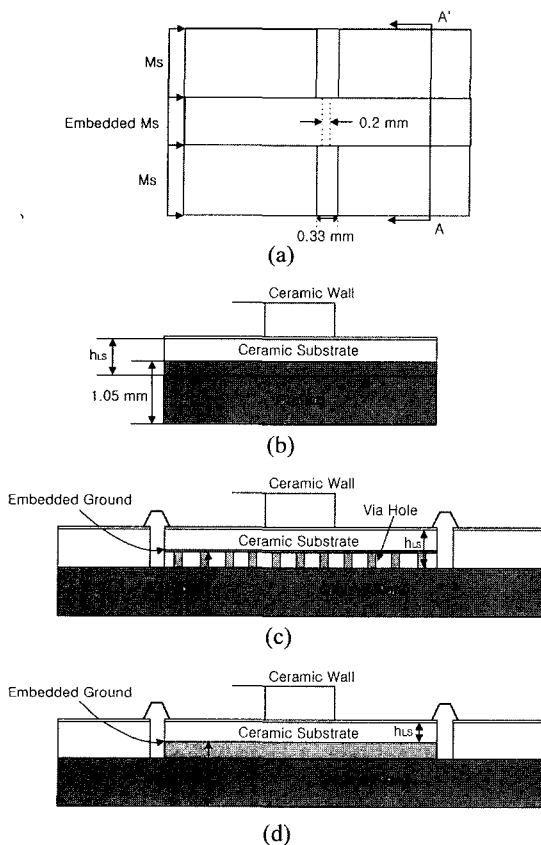 A'
Ms
Embedded Ms
0.2 mm
Ms
A
0.33 mm
(a)
Ceramic Wall
hLS
Ceramic Substrate
1.05 mm
(b)
Ceramic Wall
Embedded Ground
Via Hole
Ceramic Substrate
hLS
(c)
Ceramic Wall
Embedded Ground
Ceramic Substrate
hLS
(d)